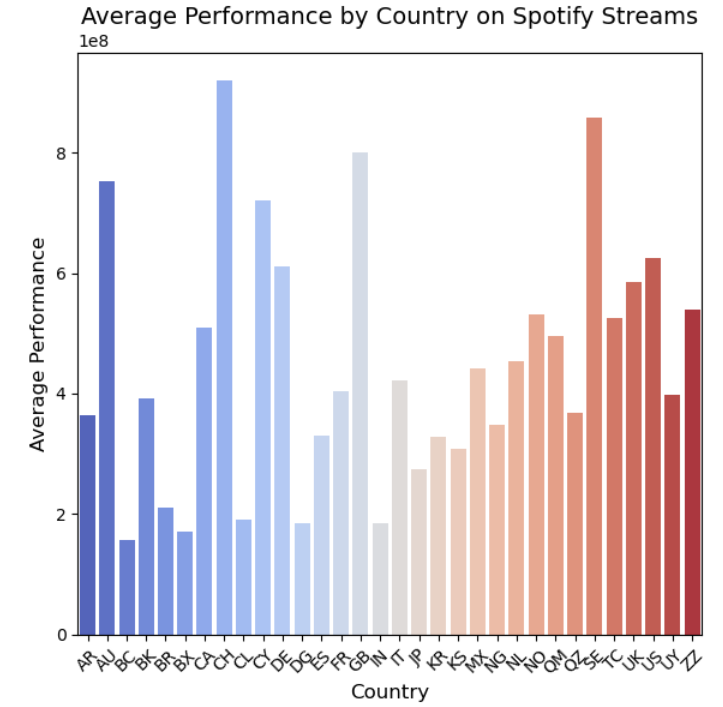 Average Performance by Country on Spotify Streams
1e8
8
6
4
2
0
Average Performance
AR AU BC BK BR BX CA CH CL CY DE DG ES FR GB IN IT JP KR KS MX NG NL NO QM QZ SE TC UK US UY ZZ
Country